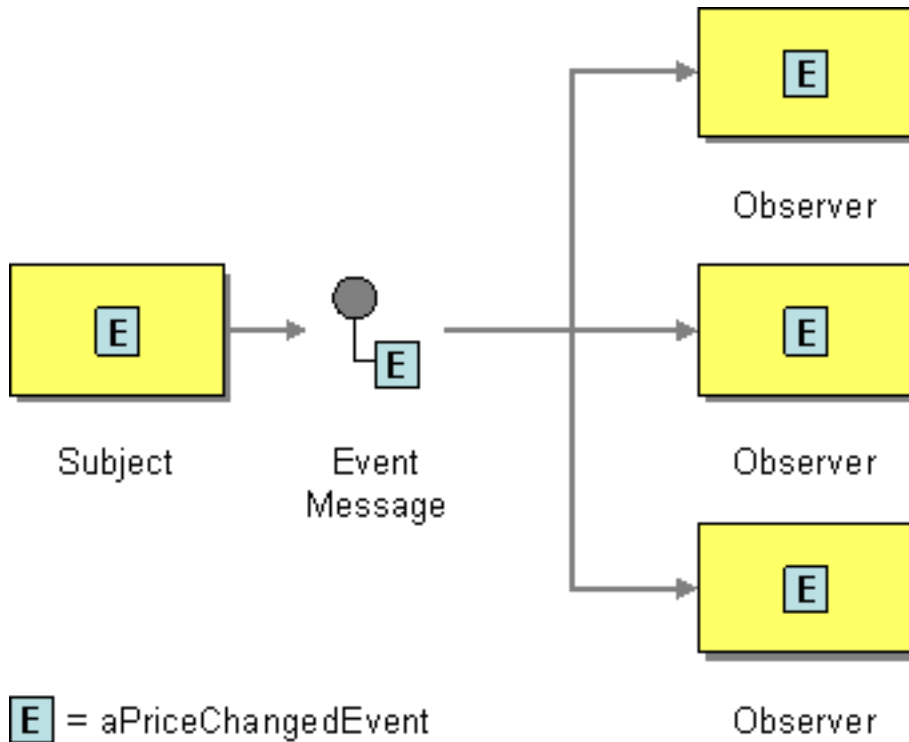 E
Observer
E
Subject
E
Event
Message
E
Observer
E
Observer
E = aPriceChangedEvent